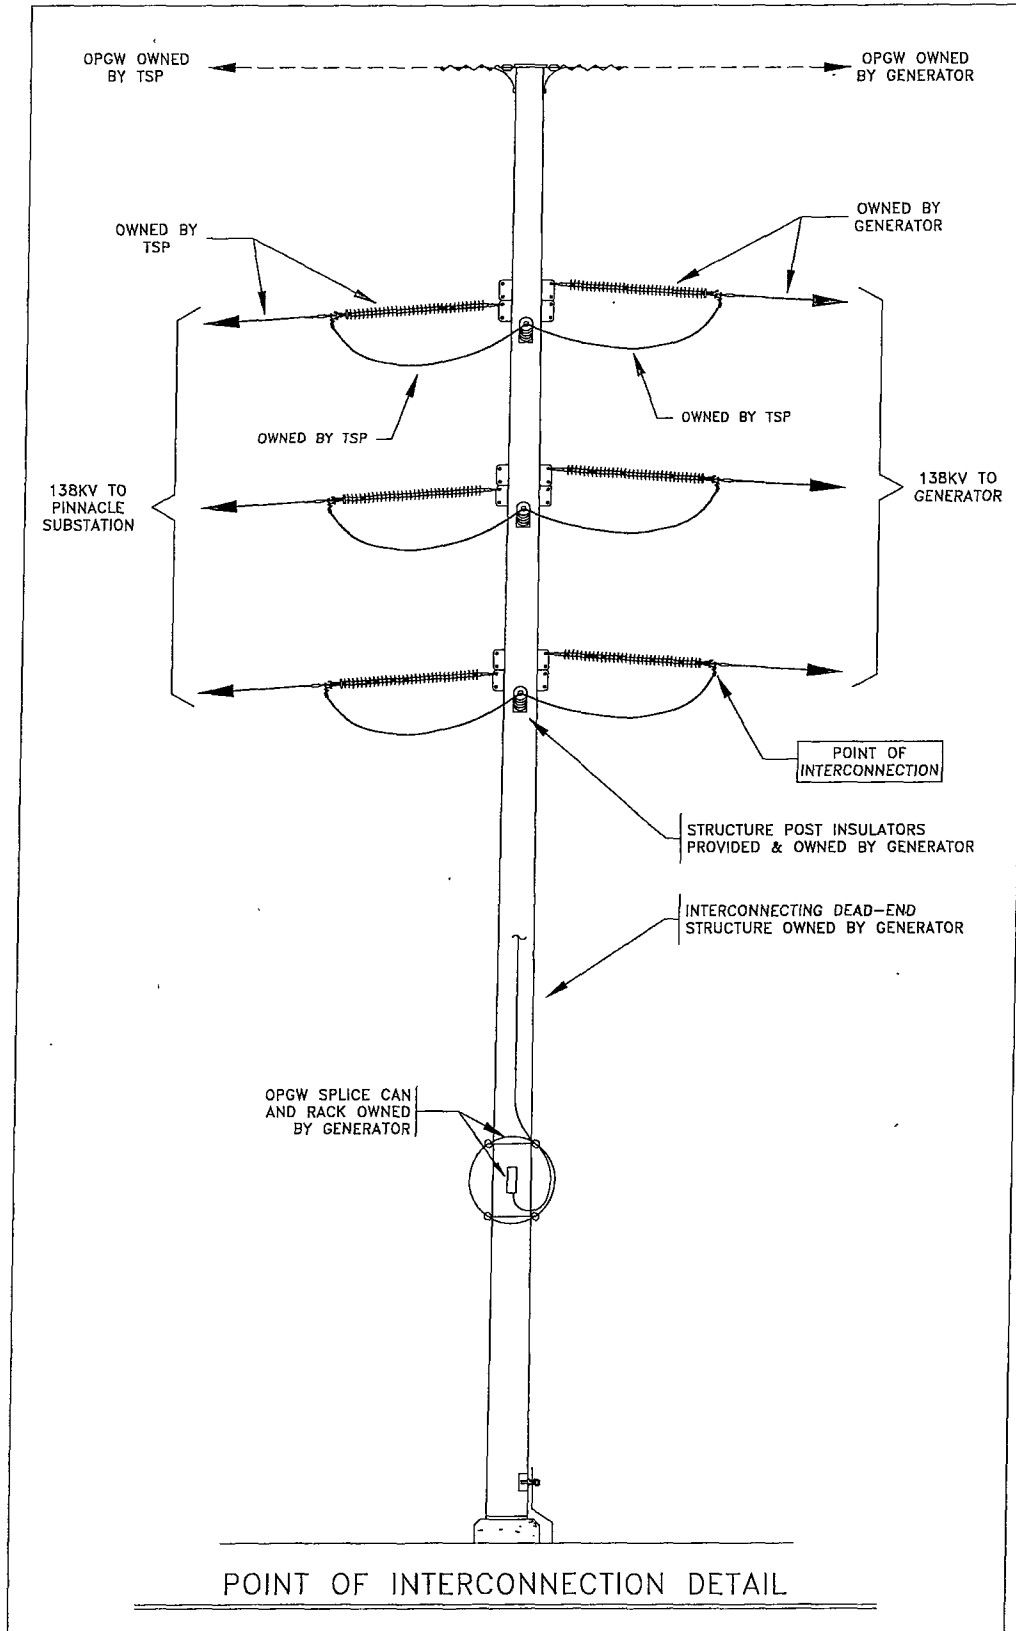 OPGW OWNED
BY TSP
OPGW OWNED
BY GENERATOR
OWNED BY
TSP
OWNED BY
GENERATOR
OWNED BY TSP
OWNED BY TSP
138KV TO
PINNACLE
SUBSTATION
138KV TO
GENERATOR
POINT OF
INTERCONNECTION
STRUCTURE POST INSULATORS
PROVIDED & OWNED BY GENERATOR
INTERCONNECTING DEAD-END
STRUCTURE OWNED BY GENERATOR
OPGW SPLICE CAN
AND RACK OWNED
BY GENERATOR
POINT OF INTERCONNECTION DETAIL